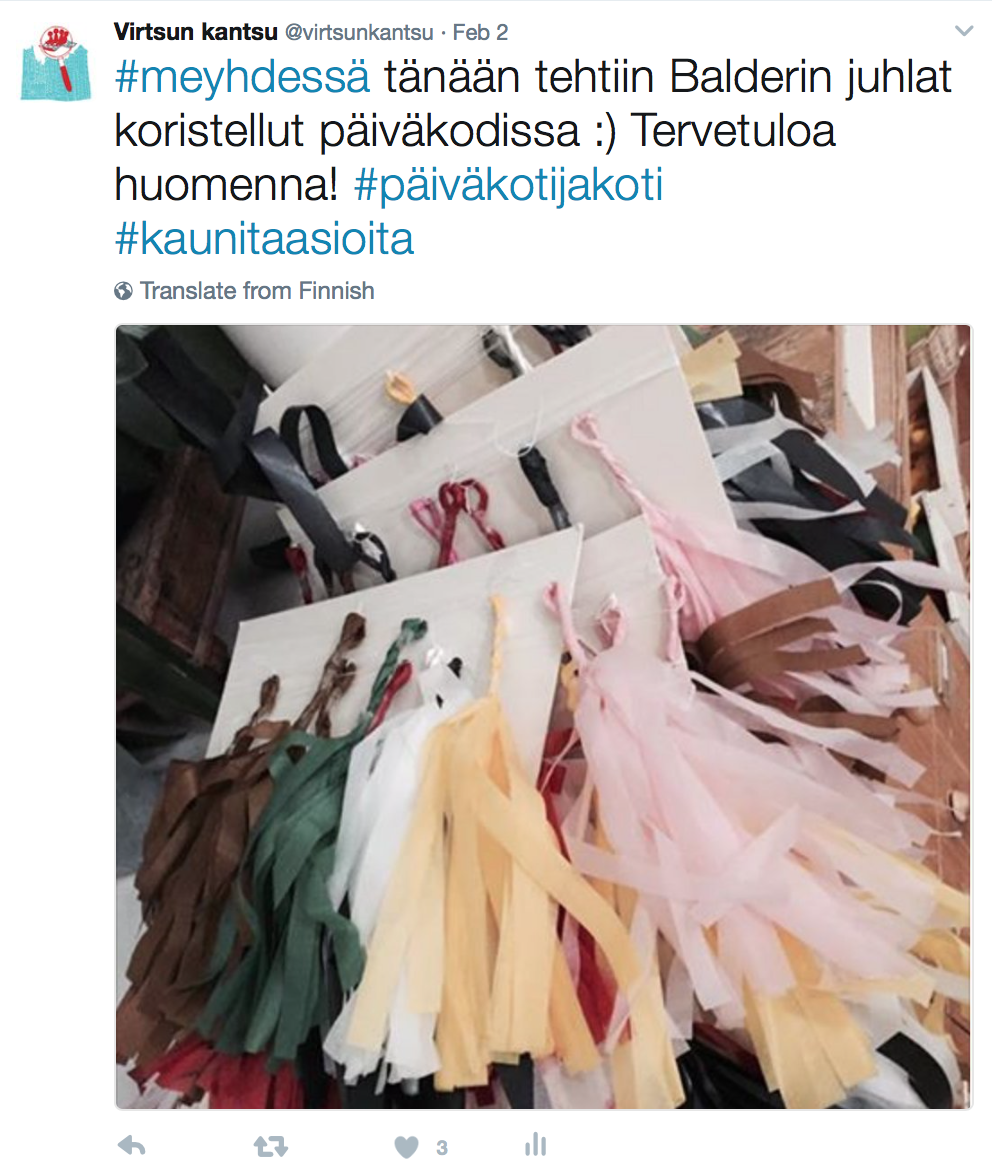 Virtsun kantsu @virtsunkantsu · Feb 2
#meyhdessä tänään tehtiin Balderin juhlat
koristellut päiväkodissa :) Tervetuloa
huomenna! #päiväkotijakoti
#kaunitaasioita
Translate from Finnish
3